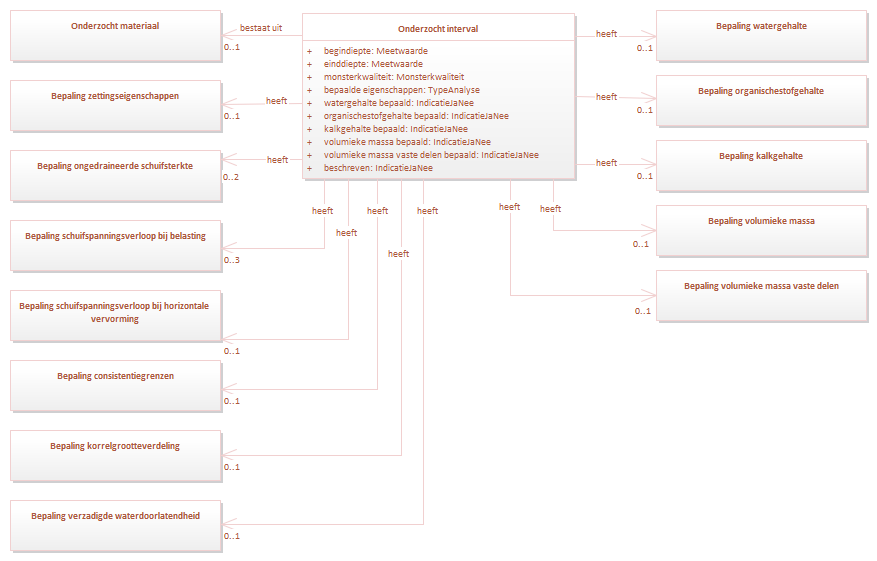 Onderzocht materiaal
bestaat uit
0..1
Bepaling zettingseigenschappen
heeft
0..1
Bepaling ongedraineerde schuifsterkte
heeft
0..2
Bepaling schuifspanningsverloop bij belasting
heeft
0..3
Bepaling schuifspanningsverloop bij horizontale
vervorming
heeft
0..1
Bepaling consistentiegrenzen
heeft
0..1
Bepaling korrelgrootteverdeling
heeft
0..1
Bepaling verzadigde waterdoorlatendheid
heeft
0..1
Onderzocht interval
+ begindiepte: Meetwaarde
+ einddiepte: Meetwaarde
+ monsterkwaliteit: Monsterkwaliteit
+ bepaalde eigenschappen: TypeAnalyse
+ watergehalte bepaald: IndicatieJaNee
+ organischestofgehalte bepaald: IndicatieJaNee
+ kalkgehalte bepaald: IndicatieJaNee
+ volumieke massa bepaald: IndicatieJaNee
+ volumieke massa vaste delen bepaald: IndicatieJaNee
+ beschreven: IndicatieJaNee
Bepaling watergehalte
heeft
0..1
Bepaling organischestofgehalte
heeft
0..1
Bepaling kalkgehalte
heeft
0..1
Bepaling volumieke massa
heeft
0..1
Bepaling volumieke massa vaste delen
heeft
0..1